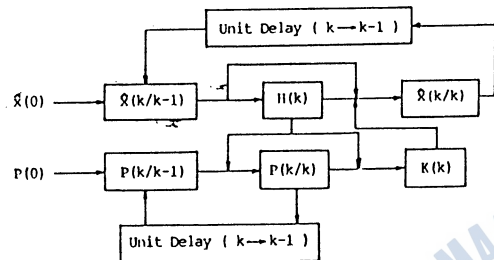 Unit Delay ( k→k-1 )
X̂(0)
X̂(k/k-1)
H(k)
X̂(k/k)
P(0)
P(k/k-1)
P(k/k)
K(k)
Unit Delay ( k→k-1 )